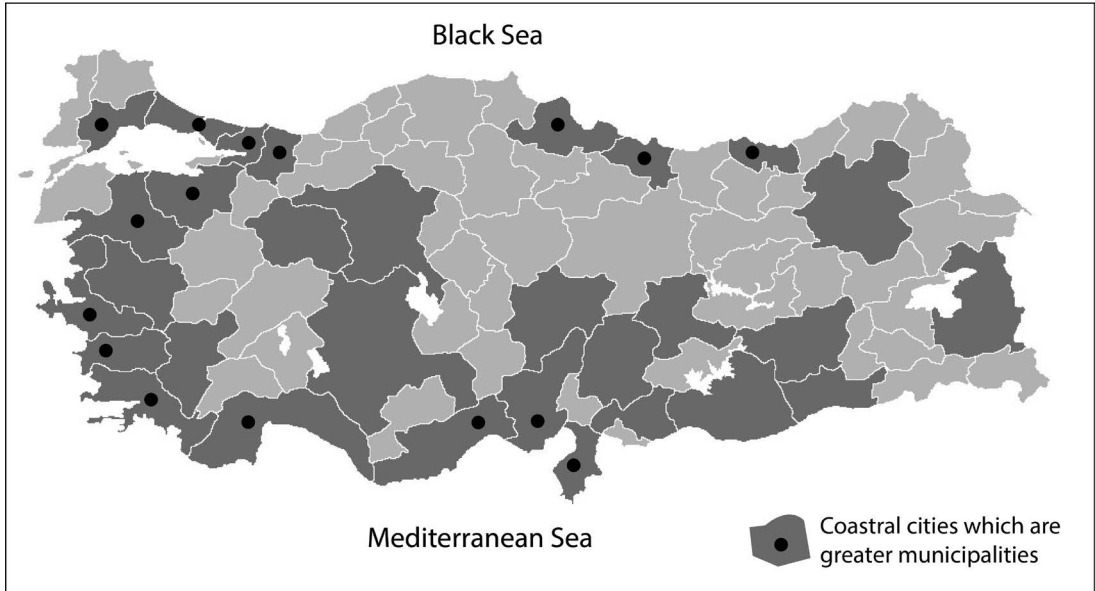 Black Sea
Mediterranean Sea
Coastral cities which are
greater municipalities